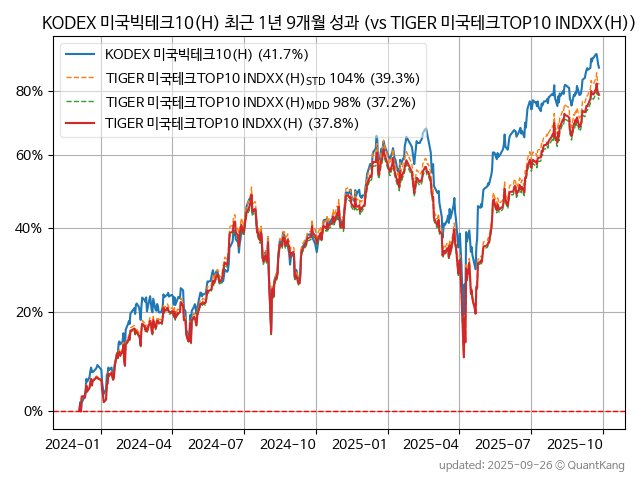 KODEX 미국빅테크10(H) 최근 1년 9개월 성과 (vs TIGER 미국테크TOP10 INDXX(H))
KODEX 미국빅테크10(H) (41.7%)
TIGER 미국테크TOP10 INDXX(H)STD 104% (39.3%)
TIGER 미국테크TOP10 INDXX(H)MDD 98% (37.2%)
TIGER 미국테크TOP10 INDXX(H) (37.8%)
80%
60%
40%
20%
0%
2024-01 2024-04 2024-07 2024-10 2025-01 2025-04 2025-07 2025-10
updated: 2025-09-26 © QuantKang